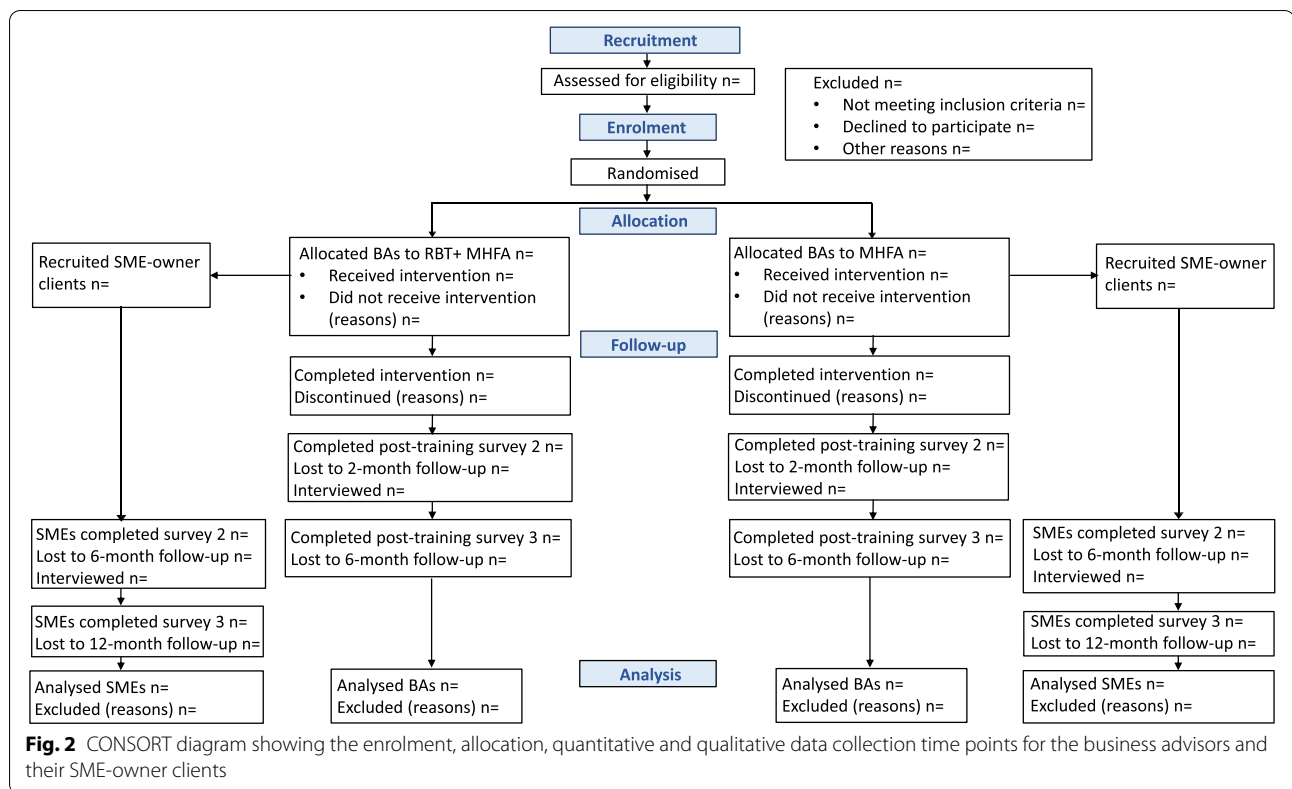 Recruitment
Assessed for eligibility n=
Excluded n=
• Not meeting inclusion criteria n=
• Declined to participate n=
• Other reasons n=
Enrolment
Randomised
Allocation
Recruited SME-owner
clients n=
Allocated BAs to RBT+ MHFA n=
• Received intervention n=
• Did not receive intervention
(reasons) n=
Allocated BAs to MHFA n=
• Received intervention n=
• Did not receive intervention
(reasons) n=
Recruited SME-owner
clients n=
Follow-up
Completed intervention n=
Discontinued (reasons) n=
Completed intervention n=
Discontinued (reasons) n=
Completed post-training survey 2 n=
Lost to 2-month follow-up n=
Interviewed n=
Completed post-training survey 2 n=
Lost to 2-month follow-up n=
Interviewed n=
SMEs completed survey 2 n=
Lost to 6-month follow-up n=
Interviewed n=
Completed post-training survey 3 n=
Lost to 6-month follow-up n=
Completed post-training survey 3 n=
Lost to 6-month follow-up n=
SMEs completed survey 2 n=
Lost to 6-month follow-up n=
Interviewed n=
SMEs completed survey 3 n=
Lost to 12-month follow-up n=
SMEs completed survey 3 n=
Lost to 12-month follow-up n=
Analysis
Analysed SMEs n=
Excluded (reasons) n=
Analysed BAs n=
Excluded (reasons) n=
Analysed BAs n=
Excluded (reasons) n=
Analysed SMEs n=
Excluded (reasons) n=
Fig. 2 CONSORT diagram showing the enrolment, allocation, quantitative and qualitative data collection time points for the business advisors and
their SME-owner clients